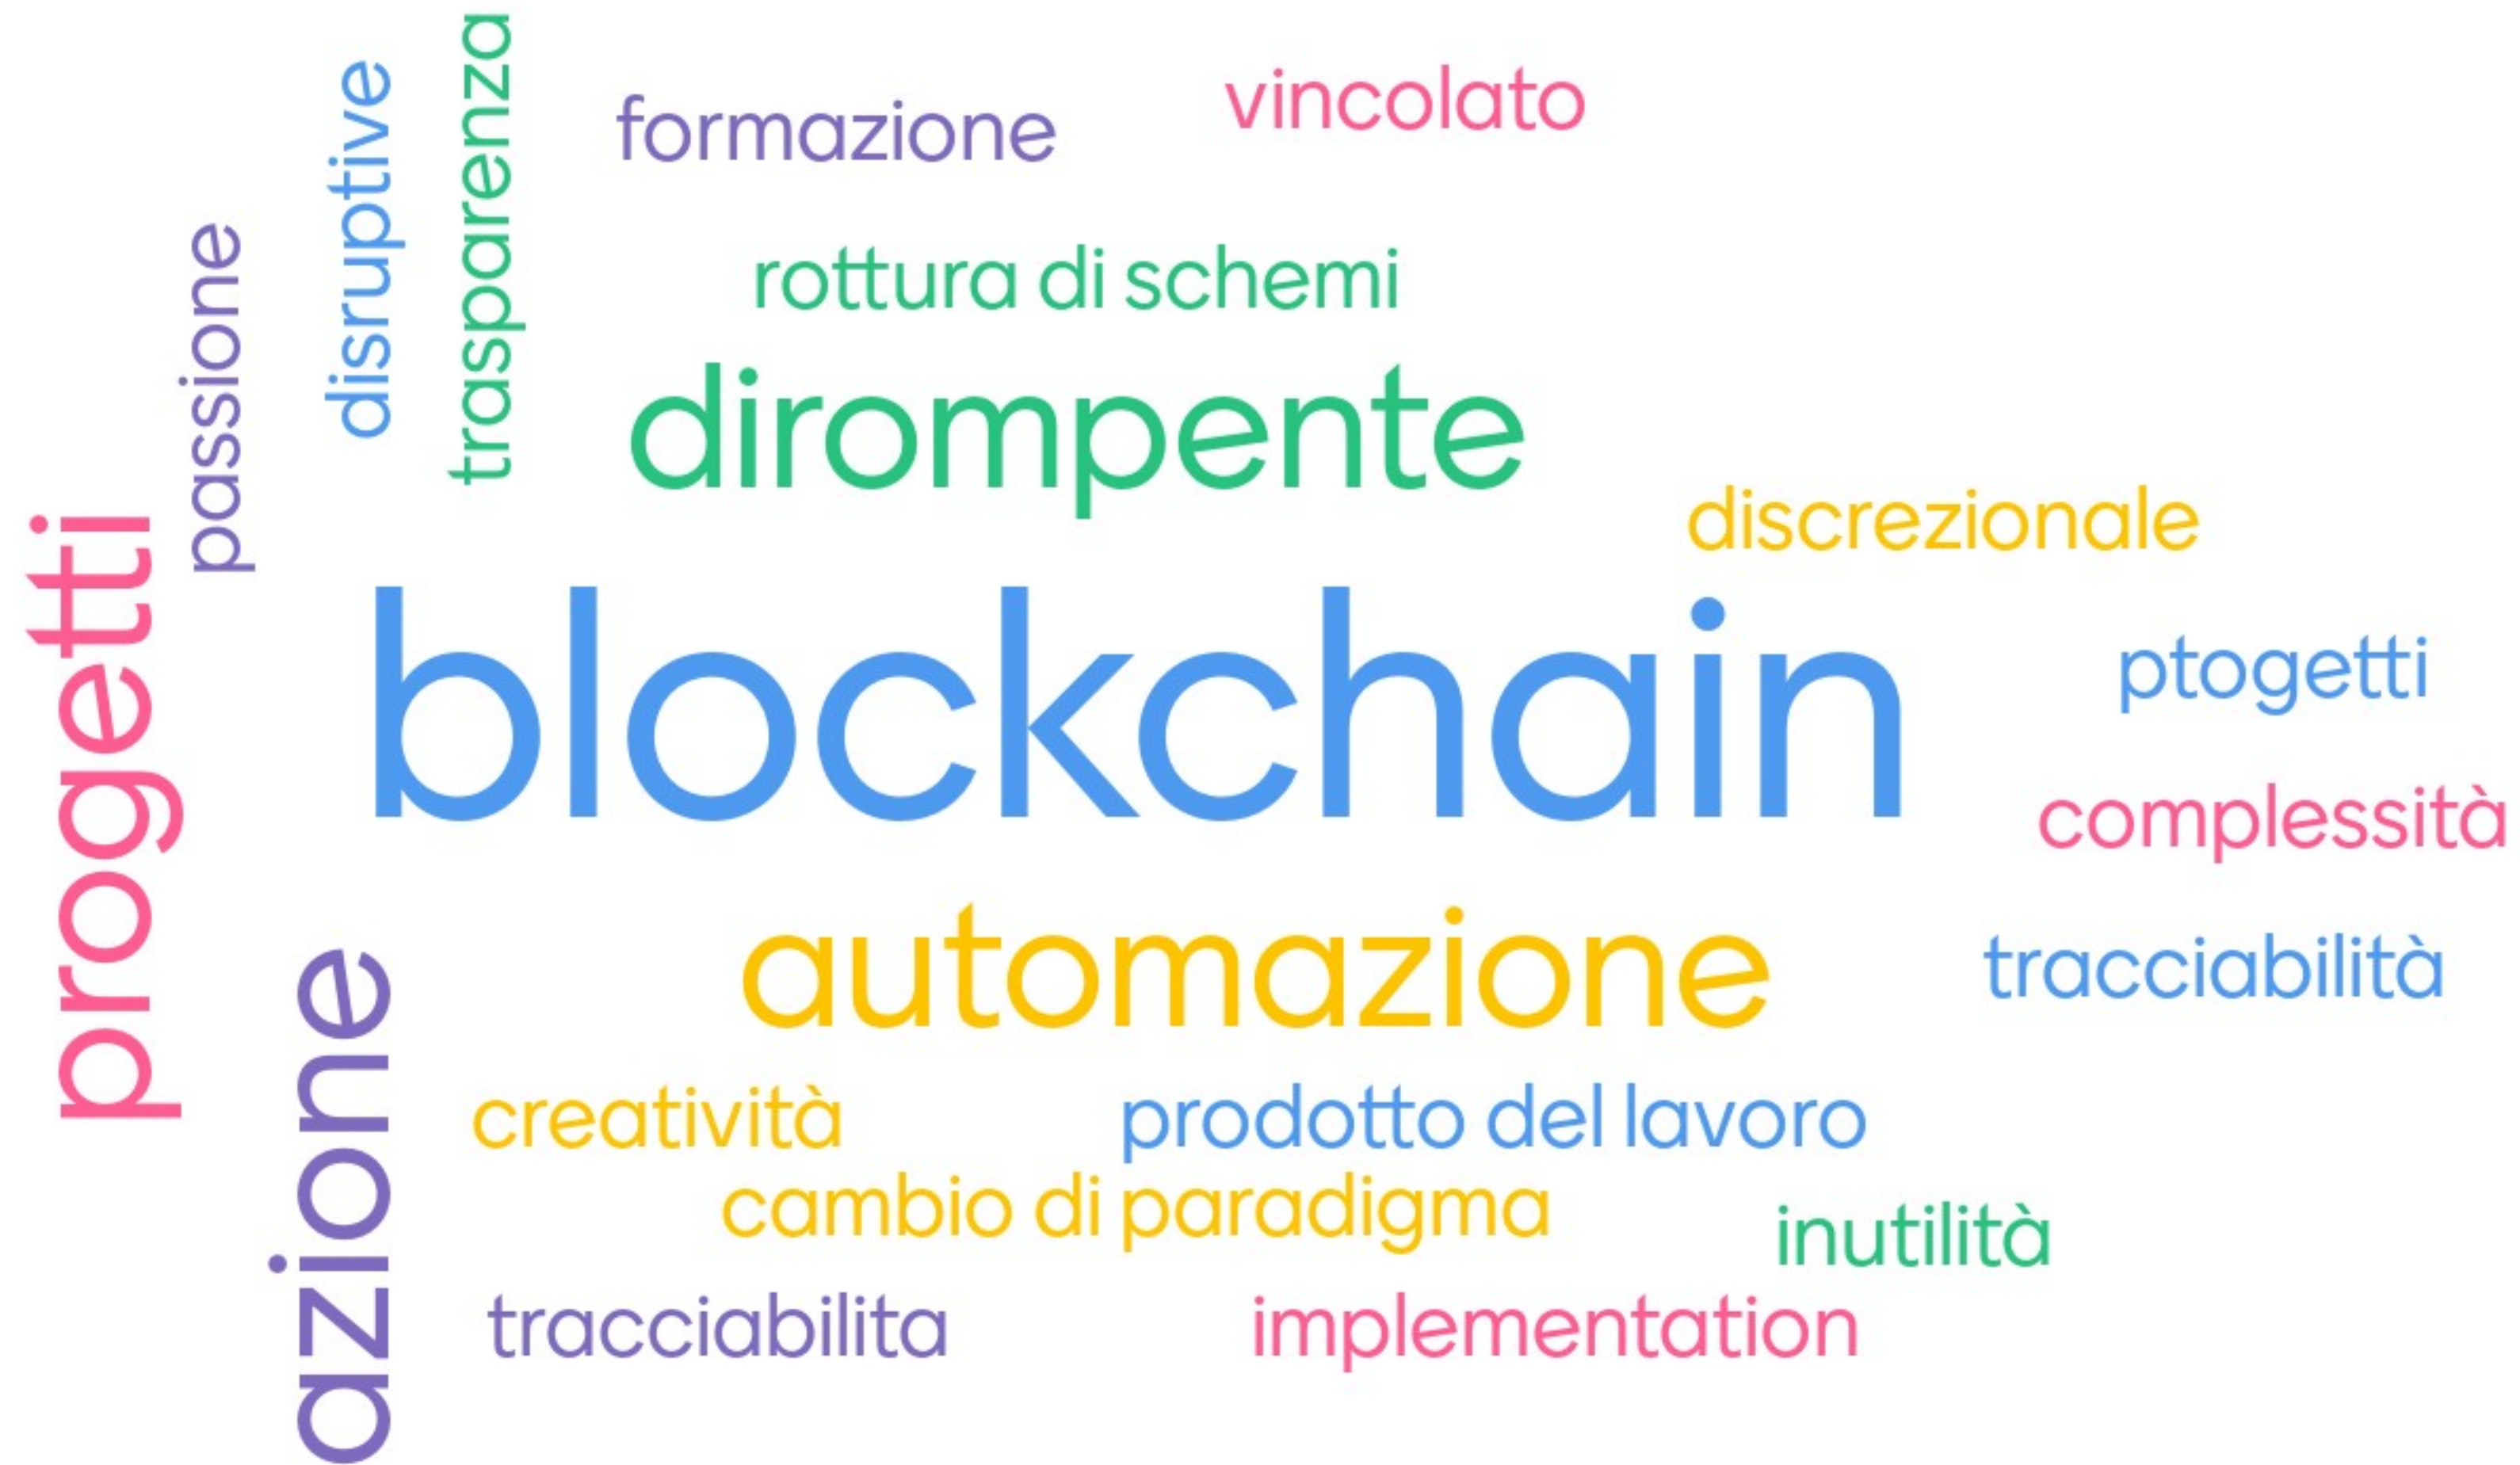 trasparenza
disruptive
formazione
vincolato
passione
rottura di schemi
dirompente
discrezionale
progetti
blockchain
ptogetti
complessità
automazione
tracciabilità
azione
creatività
prodotto del lavoro
cambio di paradigma
inutilità
tracciabilita
implementation